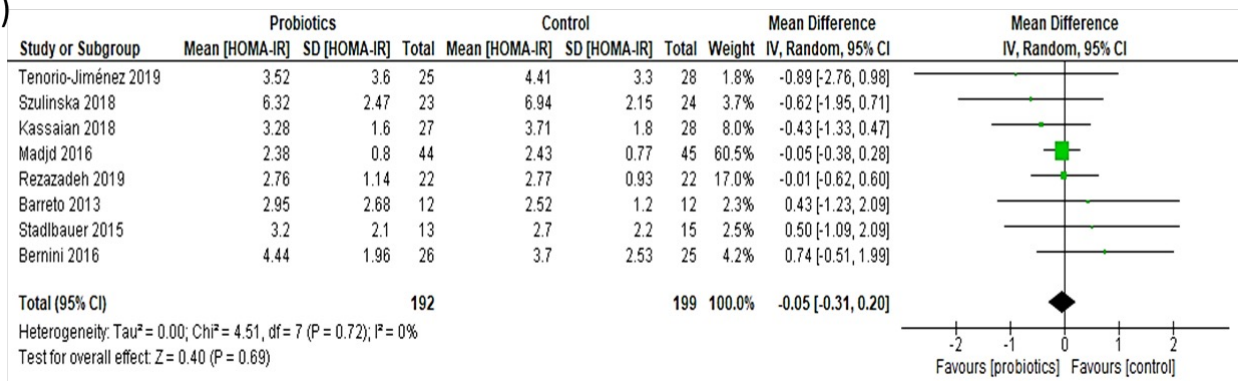 )
Probiotics Control Mean Difference Mean Difference
Study or Subgroup Mean [HOMA-IR] SD [HOMA-IR] Total Mean [HOMA-IR] SD [HOMA-IR] Total Weight IV, Random, 95% CI IV, Random, 95% CI
Tenorio-Jiménez 2019 3.52 3.6 25 4.41 3.3 28 1.8% -0.89 [-2.76, 0.98]
Szulinska 2018 6.32 2.47 23 6.94 2.15 24 3.7% -0.62 [-1.95, 0.71]
Kassaian 2018 3.28 1.6 27 3.71 1.8 28 8.0% -0.43 [-1.33, 0.47]
Madjd 2016 2.38 0.8 44 2.43 0.77 45 60.5% -0.05 [-0.38, 0.28]
Rezazadeh 2019 2.76 1.14 22 2.77 0.93 22 17.0% -0.01 [-0.62, 0.60]
Barreto 2013 2.95 2.68 12 2.52 1.2 12 2.3% 0.43 [-1.23, 2.09]
Stadlbauer 2015 3.2 2.1 13 2.7 2.2 15 2.5% 0.50 [-1.09, 2.09]
Bernini 2016 4.44 1.96 26 3.7 2.53 25 4.2% 0.74 [-0.51, 1.99]
Total (95% CI) 192 199 100.0% -0.05 [-0.31, 0.20]
Heterogeneity: Tau² = 0.00; Chi² = 4.51, df = 7 (P = 0.72); I² = 0%
Test for overall effect: Z = 0.40 (P = 0.69)
-2 -1 0 1 2
Favours [probiotics] Favours [control]